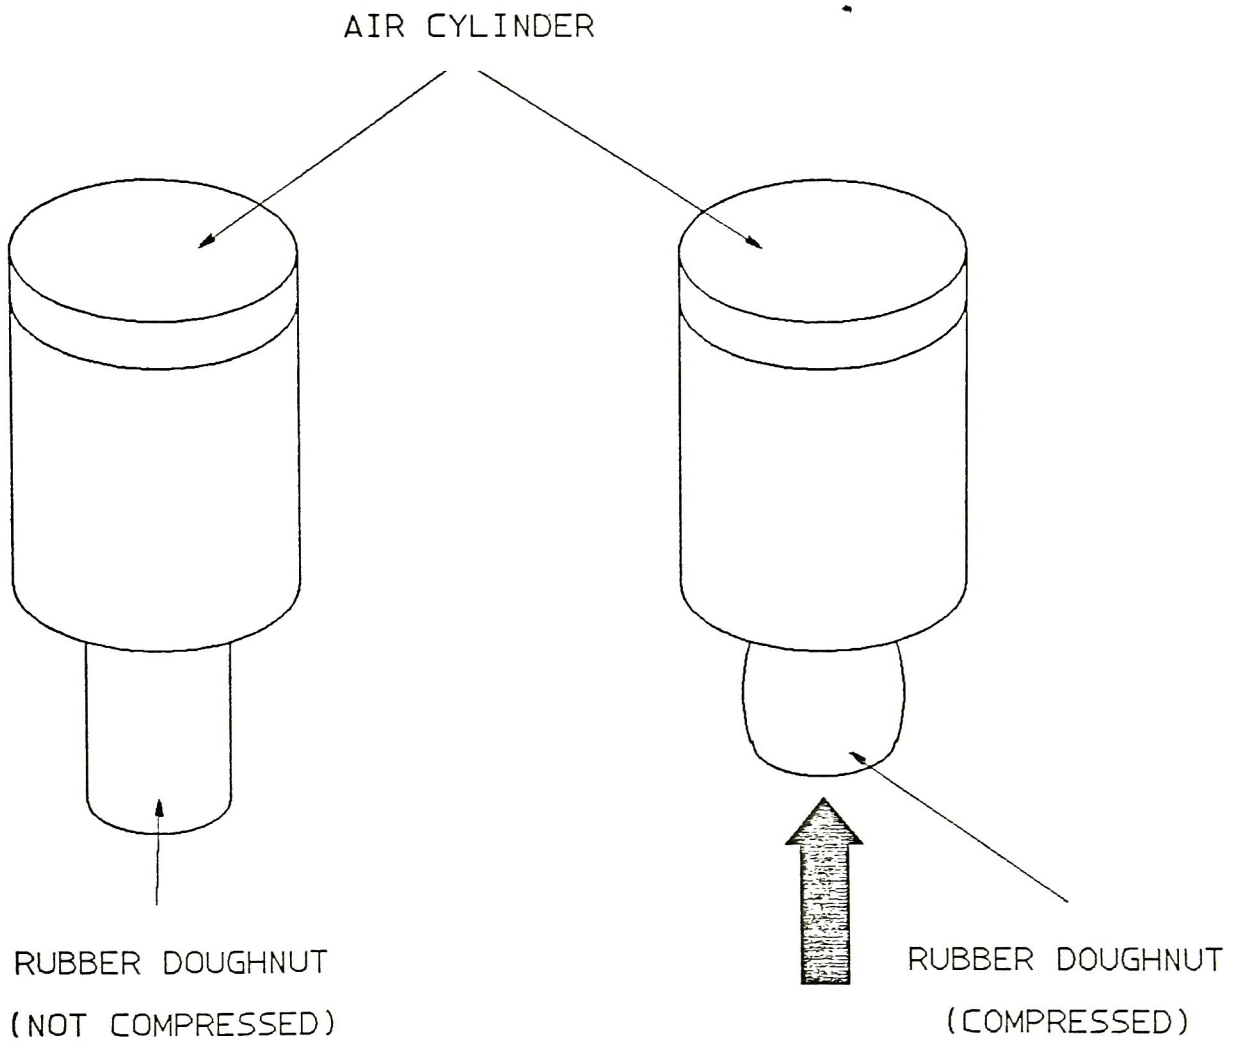 AIR CYLINDER
RUBBER DOUGHNUT
(NOT COMPRESSED)
RUBBER DOUGHNUT
(COMPRESSED)